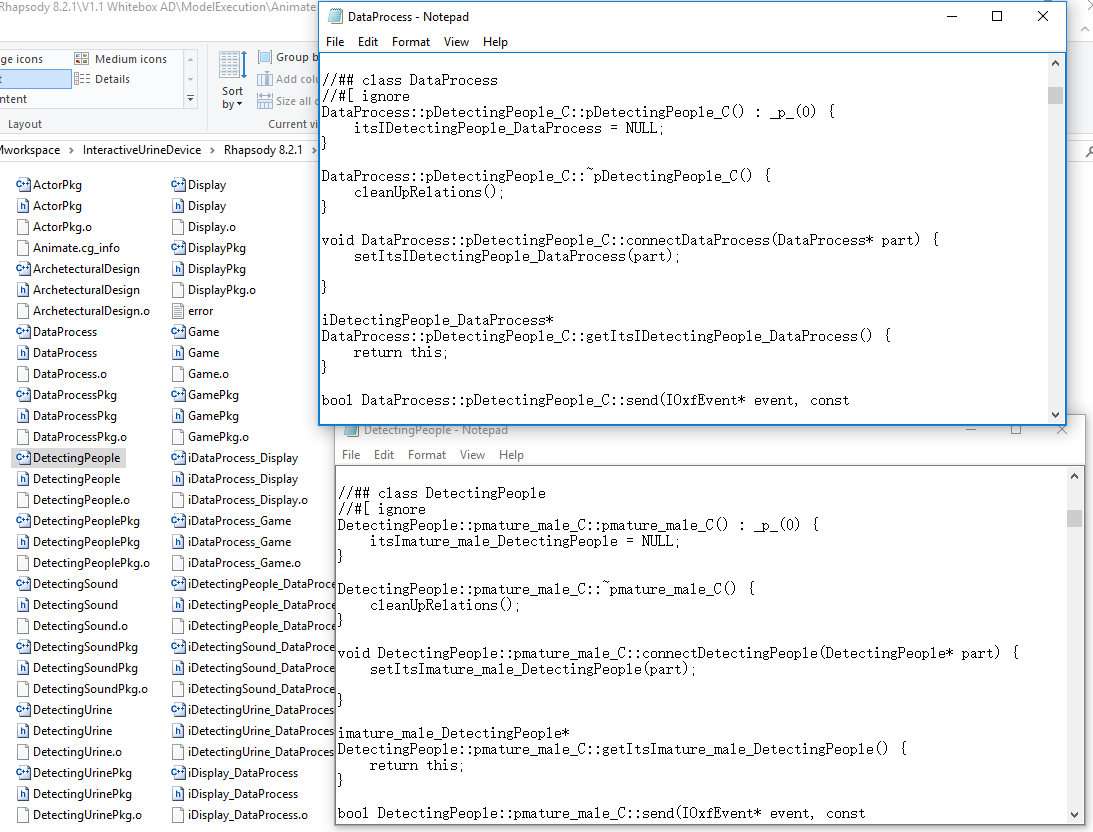 Rhapsody 8.2.1\V1.1 Whitebox AD\ModelExecution\Animate
ge icons
Medium icons
Details
ntent
Layout
Sort
by
Group b
Add colu
Size all c
Current vi
Mworkspace > InteractiveUrineDevice > Rhapsody 8.2.1 >
ActorPkg
ActorPkg
ActorPkg.o
Animate.cg_info
ArchetecturalDesign
ArchetecturalDesign
ArchetecturalDesign.o
DataProcess
DataProcess
DataProcess.o
DataProcessPkg
DataProcessPkg
DataProcessPkg.o
DetectingPeople
DetectingPeople
DetectingPeople.o
DetectingPeoplePkg
DetectingPeoplePkg
DetectingPeoplePkg.o
DetectingSound
DetectingSound
DetectingSound.o
DetectingSoundPkg
DetectingSoundPkg
DetectingSoundPkg.o
DetectingUrine
DetectingUrine
DetectingUrine.o
DetectingUrinePkg
DetectingUrinePkg
DetectingUrinePkg.o
Display
Display
Display.o
DisplayPkg
DisplayPkg
DisplayPkg.o
error
Game
Game
Game.o
GamePkg
GamePkg
GamePkg.o
iDataProcess_Display
iDataProcess_Display
iDataProcess_Display.o
iDataProcess_Game
iDataProcess_Game
iDataProcess_Game.o
iDetectingPeople_DataProce
iDetectingPeople_DataProce
iDetectingPeople_DataProce
iDetectingSound_DataProce
iDetectingSound_DataProce
iDetectingSound_DataProce
iDetectingUrine_DataProces
iDetectingUrine_DataProces
iDetectingUrine_DataProces
iDisplay_DataProcess
iDisplay_DataProcess
iDisplay_DataProcess.o
DataProcess - Notepad
File Edit Format View Help
//## class DataProcess
//#[ ignore
DataProcess::pDetectingPeople_C::pDetectingPeople_C() : _p_(0) {
    itsIDetectingPeople_DataProcess = NULL;
}
DataProcess::pDetectingPeople_C::~pDetectingPeople_C() {
    cleanUpRelations();
}
void DataProcess::pDetectingPeople_C::connectDataProcess(DataProcess* part) {
    setItsIDetectingPeople_DataProcess(part);
}
iDetectingPeople_DataProcess*
DataProcess::pDetectingPeople_C::getItsIDetectingPeople_DataProcess() {
    return this;
}
bool DataProcess::pDetectingPeople_C::send(IOxfEvent* event, const
DetectingPeople - Notepad
File Edit Format View Help
//## class DetectingPeople
//#[ ignore
DetectingPeople::pmature_male_C::pmature_male_C() : _p_(0) {
    itsImature_male_DetectingPeople = NULL;
}
DetectingPeople::pmature_male_C::~pmature_male_C() {
    cleanUpRelations();
}
void DetectingPeople::pmature_male_C::connectDetectingPeople(DetectingPeople* part) {
    setItsImature_male_DetectingPeople(part);
}
imature_male_DetectingPeople*
DetectingPeople::pmature_male_C::getItsImature_male_DetectingPeople() {
    return this;
}
bool DetectingPeople::pmature_male_C::send(IOxfEvent* event, const